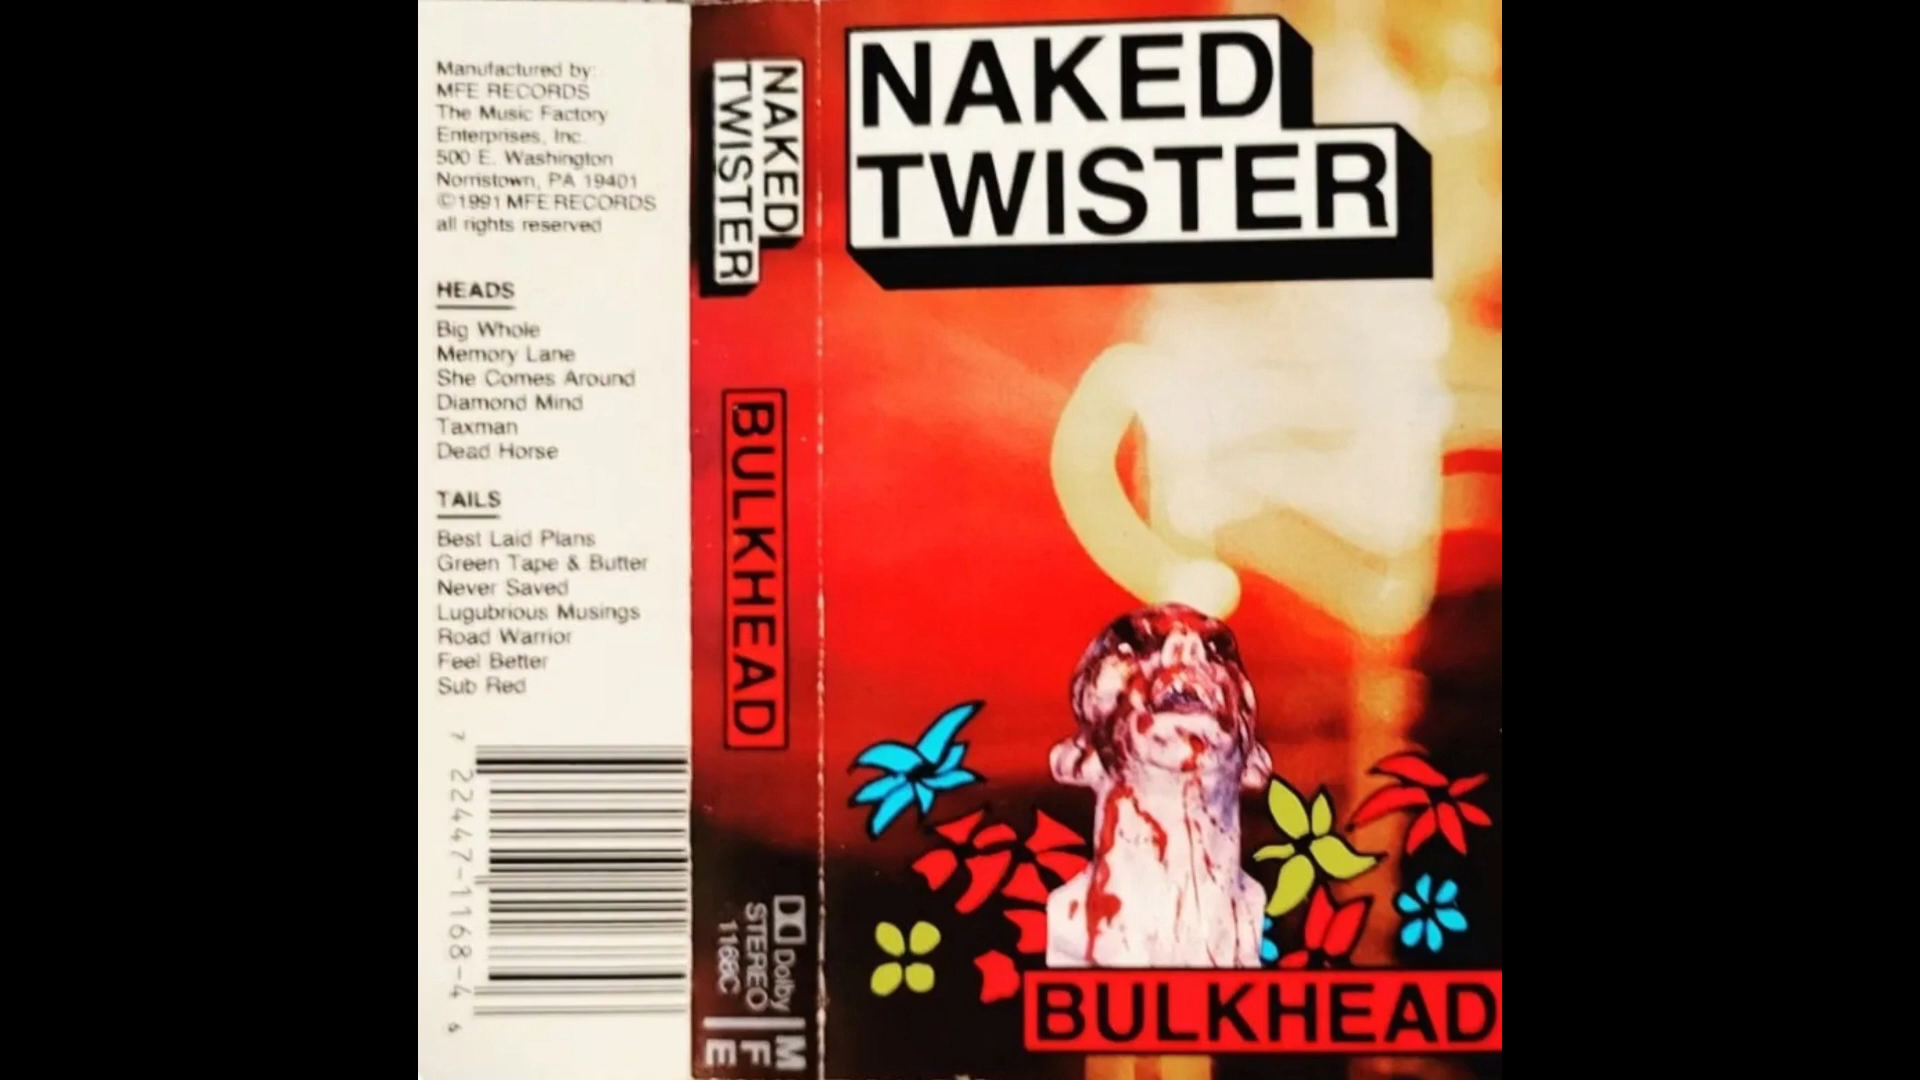 Manufactured by:
MFE RECORDS
The Music Factory
Enterprises, Inc.
500 E. Washington
Norristown, PA 19401
©1991 MFE RECORDS
all rights reserved
HEADS
Big Whole
Memory Lane
She Comes Around
Diamond Mind
Taxman
Dead Horse
TAILS
Best Laid Plans
Green Tape & Butter
Never Saved
Lugubrious Musings
Road Warrior
Feel Better
Sub Red
7 22447-1168-4 6
NAKED
TWISTER
BULKHEAD
Dolby
STEREO
1168C
M
F
E
NAKED
TWISTER
BULKHEAD